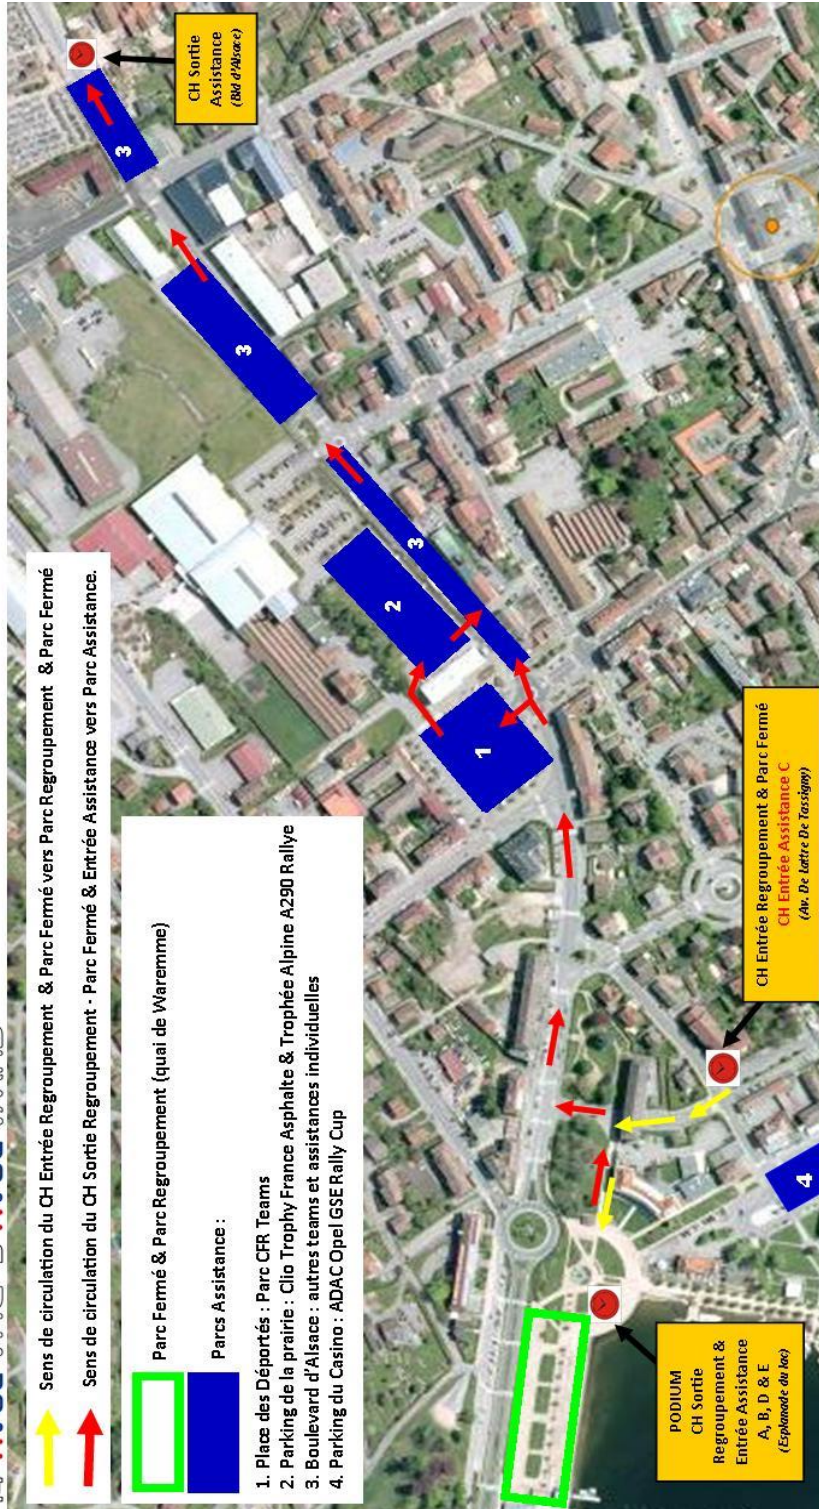 Sens de circulation du CH Entrée Regroupement & Parc Fermé vers Parc Regroupement & Parc Fermé
Sens de circulation du CH Sortie Regroupement - Parc Fermé & Entrée Assistance vers Parc Assistance.
Parc Fermé & Parc Regroupement (quai de Waremme)
Parcs Assistance :
1. Place des Déportés : Parc CFR Teams
2. Parking de la prairie : Clio Trophy France Asphalte & Trophée Alpine A290 Rallye
3. Boulevard d'Alsace : autres teams et assistances individuelles
4. Parking du Casino : ADAC Opel GSE Rally Cup
PODIUM
CH Sortie
Regroupement &
Entrée Assistance
A, B, D & E
(Esplanade du lac)
CH Entrée Regroupement & Parc Fermé
CH Entrée Assistance C
(Av. De Lattre De Tassigny)
CH Sortie
Assistance
(Bld d'Alsace)
1
2
3
3
3
4